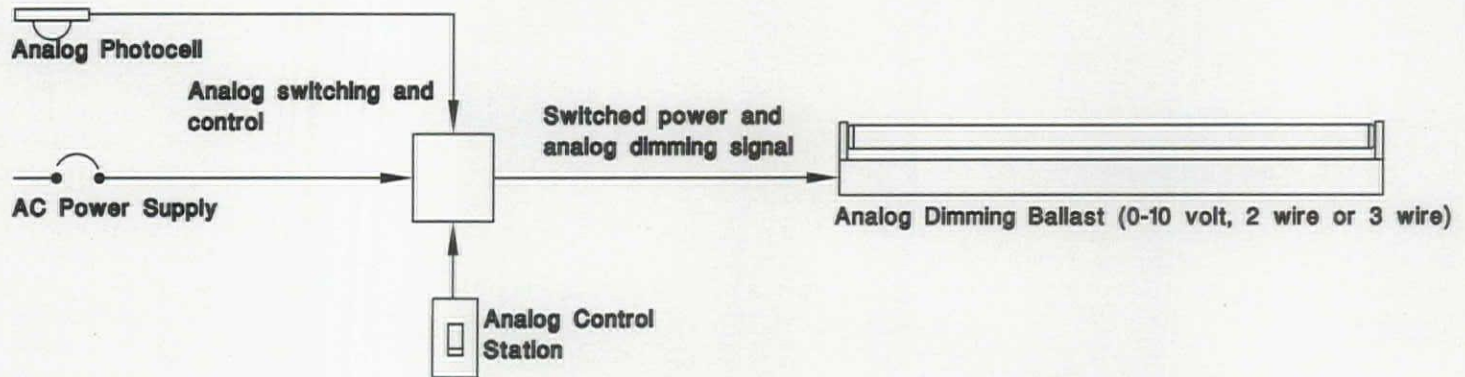 Analog Photocell
Analog switching and
control
Switched power and
analog dimming signal
AC Power Supply
Analog Dimming Ballast (0-10 volt, 2 wire or 3 wire)
Analog Control
Station